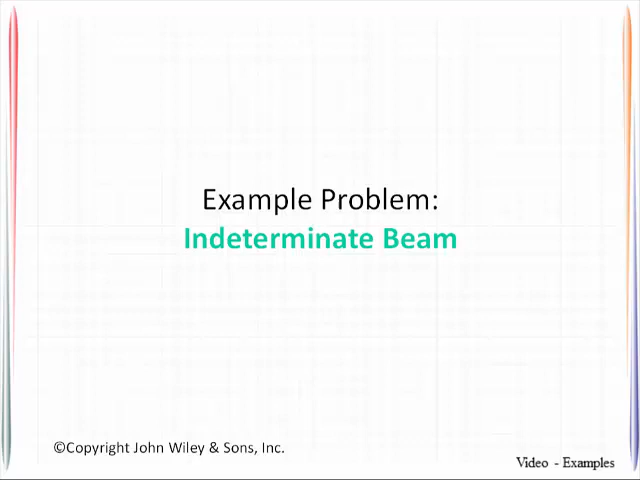 Example Problem:
Indeterminate Beam
©Copyright John Wiley & Sons, Inc.
Video - Examples